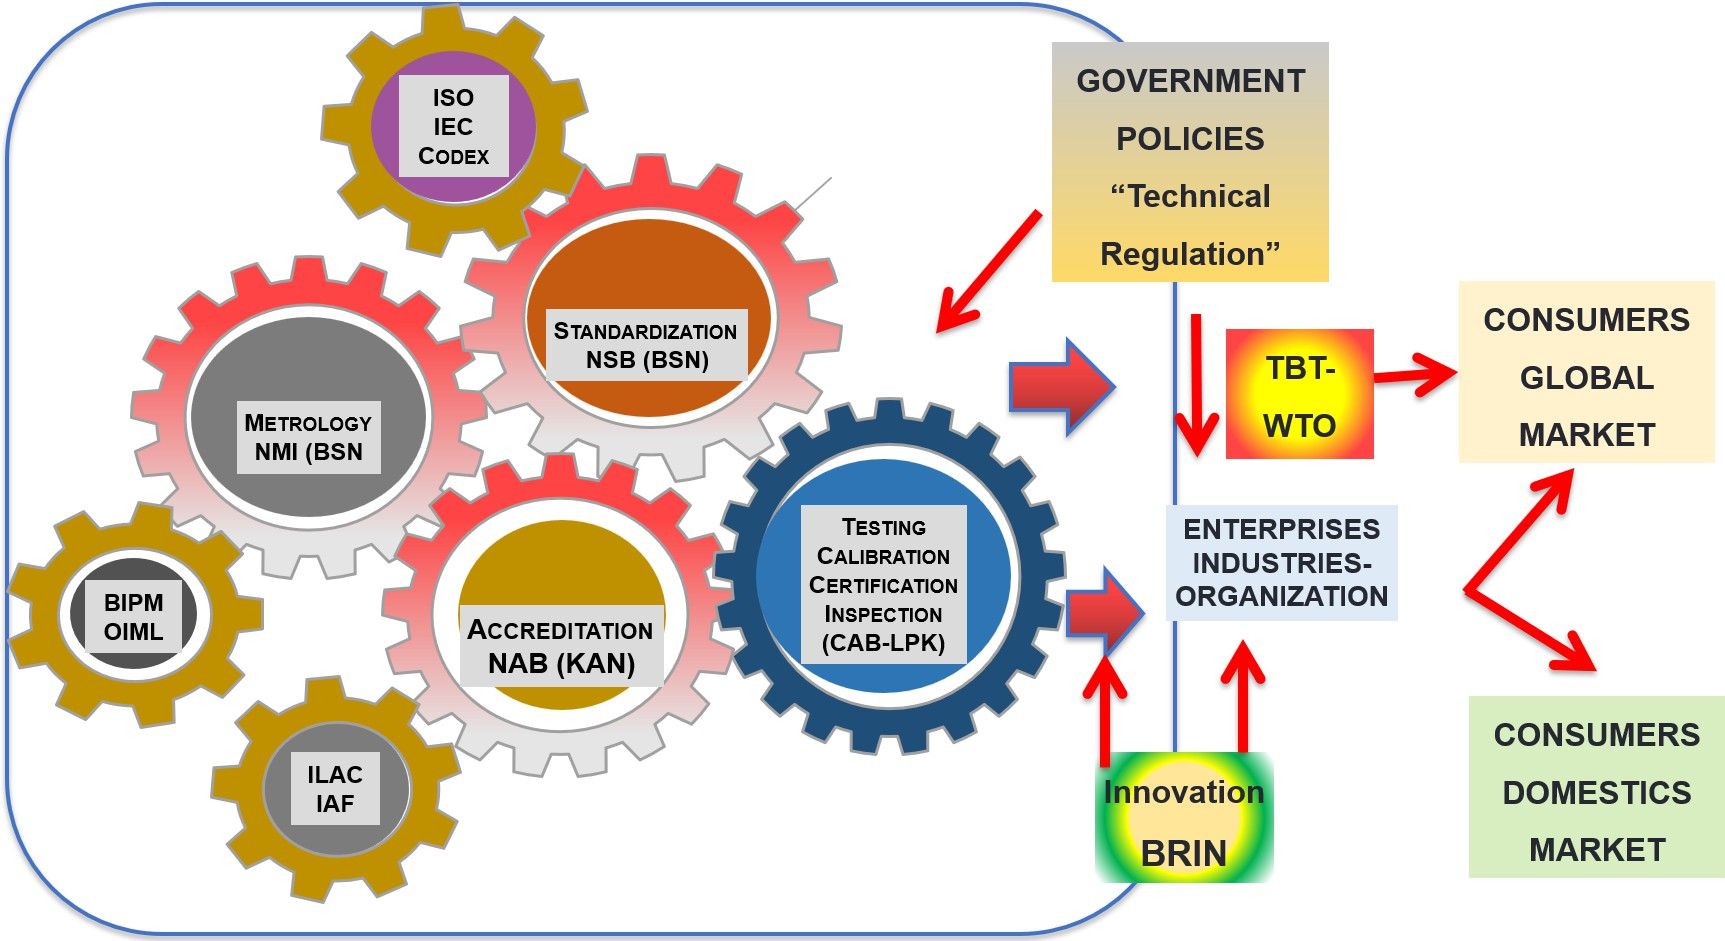 ISO
IEC
CODEX
STANDARDIZATION
NSB (BSN)
METROLOGY
NMI (BSN
BIPM
OIML
ACCREDITATION
NAB (KAN)
ILAC
IAF
TESTING
CALIBRATION
CERTIFICATION
INSPECTION
(CAB-LPK)
GOVERNMENT
POLICIES
“Technical
Regulation”
TBT-
WTO
CONSUMERS
GLOBAL
MARKET
ENTERPRISES
INDUSTRIES-
ORGANIZATION
Innovation
BRIN
CONSUMERS
DOMESTICS
MARKET